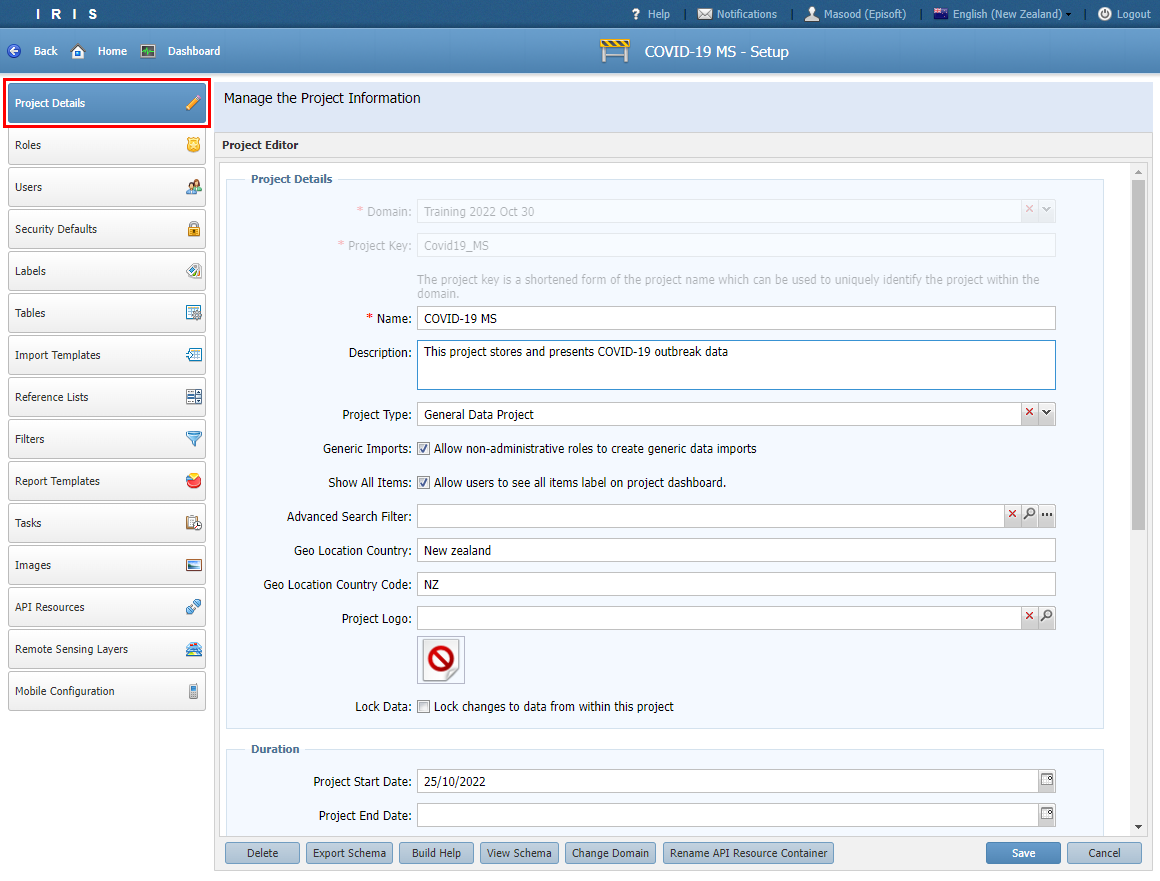 I R I S
? Help
Notifications
Masood (Episoft)
English (New Zealand)
Logout
Back
Home
Dashboard
COVID-19 MS - Setup
Project Details
Roles
Users
Security Defaults
Labels
Tables
Import Templates
Reference Lists
Filters
Report Templates
Tasks
Images
API Resources
Remote Sensing Layers
Mobile Configuration
Manage the Project Information
Project Editor
Project Details
* Domain: Training 2022 Oct 30
* Project Key: Covid19_MS
The project key is a shortened form of the project name which can be used to uniquely identify the project within the
domain.
* Name: COVID-19 MS
Description: This project stores and presents COVID-19 outbreak data
Project Type: General Data Project
Generic Imports: Allow non-administrative roles to create generic data imports
Show All Items: Allow users to see all items label on project dashboard.
Advanced Search Filter:
Geo Location Country: New zealand
Geo Location Country Code: NZ
Project Logo:
Lock Data: Lock changes to data from within this project
Duration
Project Start Date: 25/10/2022
Project End Date:
Delete
Export Schema
Build Help
View Schema
Change Domain
Rename API Resource Container
Save
Cancel